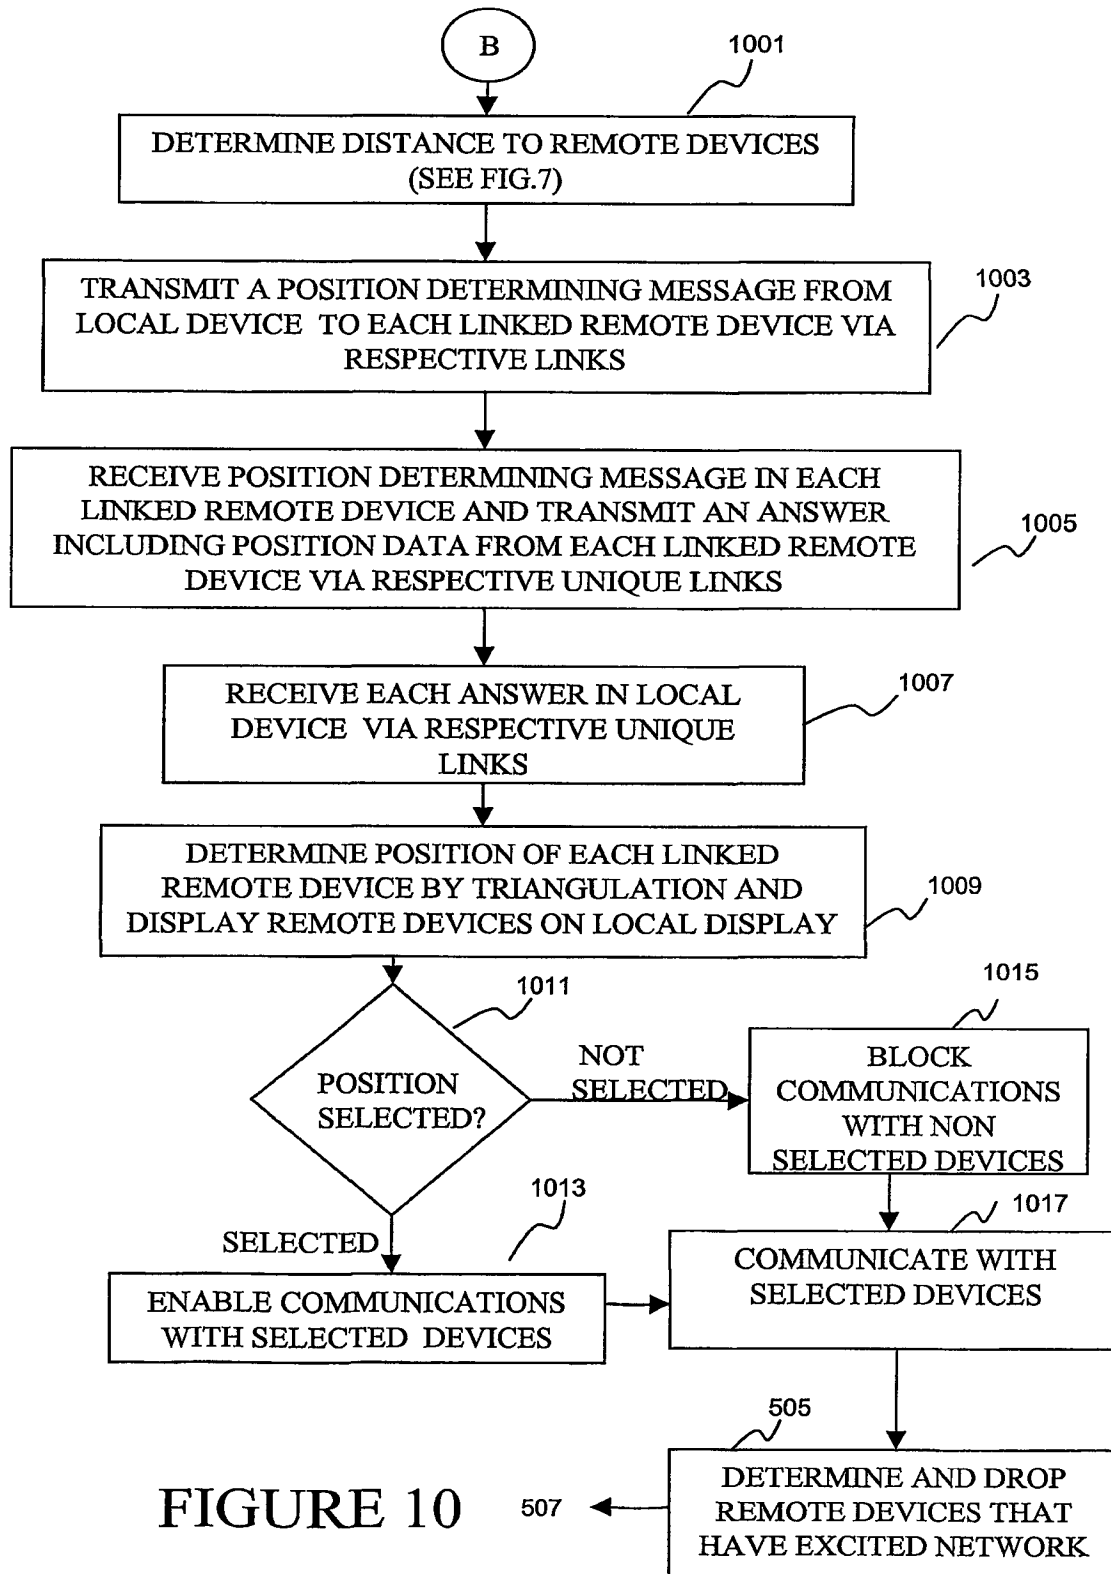 B
1001
DETERMINE DISTANCE TO REMOTE DEVICES
(SEE FIG.7)
1003
TRANSMIT A POSITION DETERMINING MESSAGE FROM
LOCAL DEVICE TO EACH LINKED REMOTE DEVICE VIA
RESPECTIVE LINKS
RECEIVE POSITION DETERMINING MESSAGE IN EACH
LINKED REMOTE DEVICE AND TRANSMIT AN ANSWER
INCLUDING POSITION DATA FROM EACH LINKED REMOTE
DEVICE VIA RESPECTIVE UNIQUE LINKS
1005
1007
RECEIVE EACH ANSWER IN LOCAL
DEVICE VIA RESPECTIVE UNIQUE
LINKS
DETERMINE POSITION OF EACH LINKED
REMOTE DEVICE BY TRIANGULATION AND
DISPLAY REMOTE DEVICES ON LOCAL DISPLAY
1009
1011
POSITION
SELECTED?
NOT
SELECTED
1015
BLOCK
COMMUNICATIONS
WITH NON
SELECTED DEVICES
SELECTED
1013
ENABLE COMMUNICATIONS
WITH SELECTED DEVICES
1017
COMMUNICATE WITH
SELECTED DEVICES
505
DETERMINE AND DROP
REMOTE DEVICES THAT
HAVE EXCITED NETWORK
507
FIGURE 10